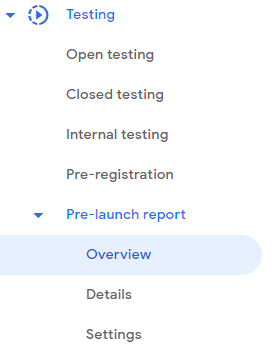 Testing
Open testing
Closed testing
Internal testing
Pre-registration
Pre-launch report
Overview
Details
Settings